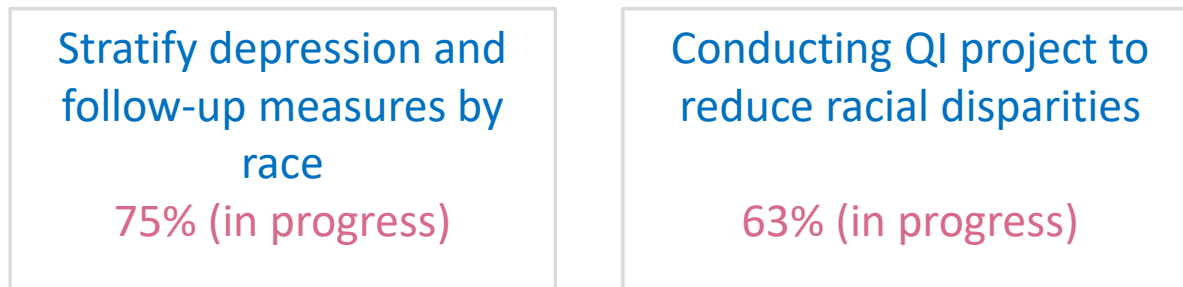 Stratify depression and
follow-up measures by
race
75% (in progress)
Conducting QI project to
reduce racial disparities
63% (in progress)